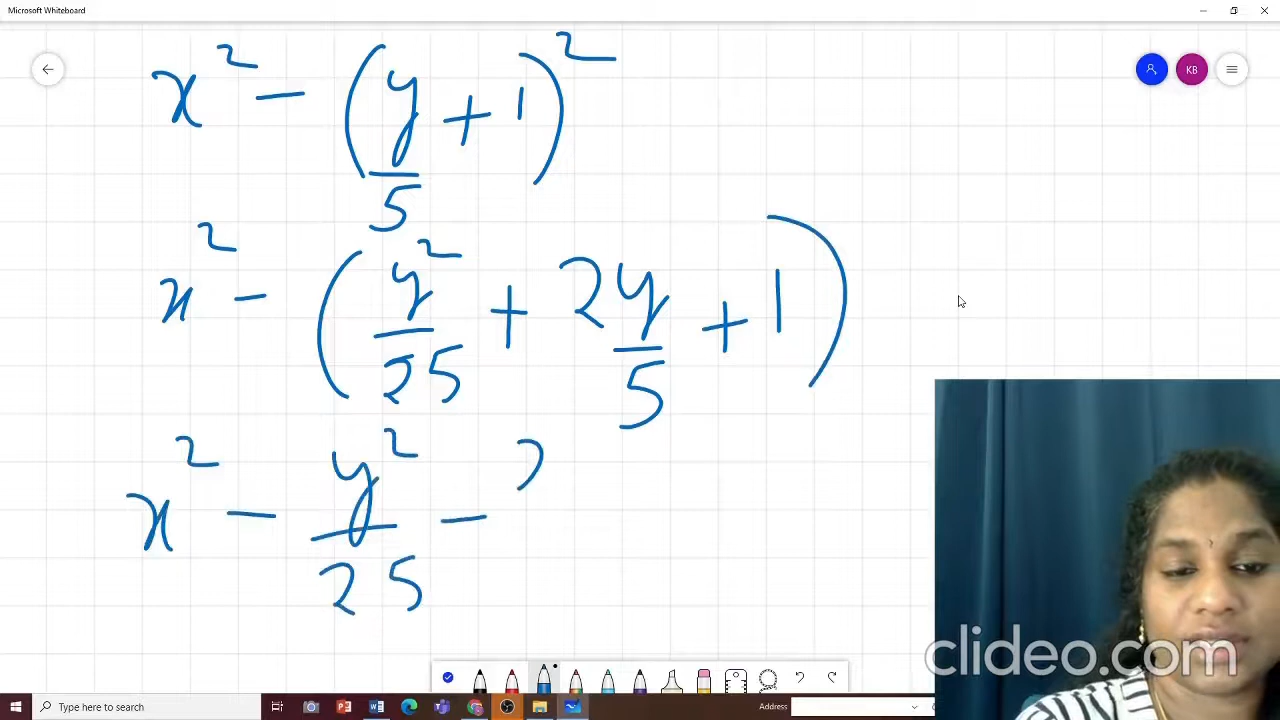 Microsoft Whiteboard
KB
x² − (y/5 + 1)²
x² − (y²/25 + 2y/5 + 1)
x² − y²/25 −
clideo.com
Type here to search
Address